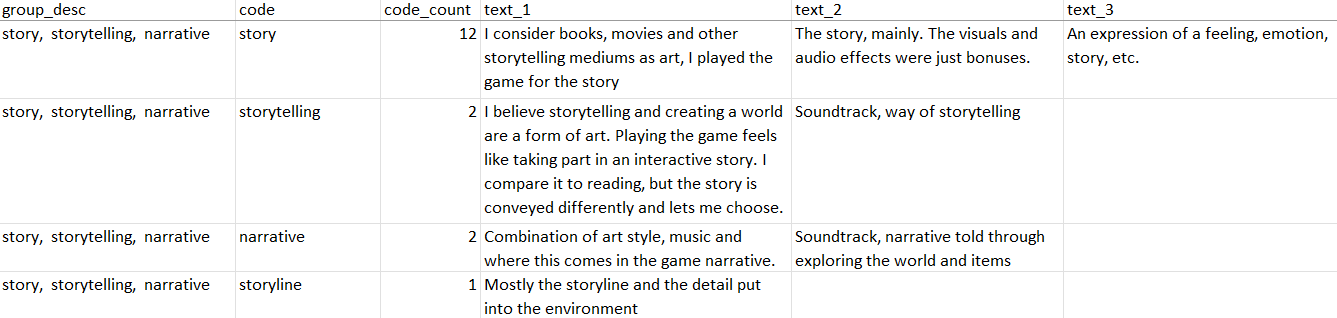 group_desc code code_count text_1 text_2 text_3
story, storytelling, narrative story 12 I consider books, movies and other The story, mainly. The visuals and An expression of a feeling, emotion,
storytelling mediums as art, I played the audio effects were just bonuses. story, etc.
game for the story
story, storytelling, narrative storytelling 2 I believe storytelling and creating a world Soundtrack, way of storytelling
are a form of art. Playing the game feels
like taking part in an interactive story. I
compare it to reading, but the story is
conveyed differently and lets me choose.
story, storytelling, narrative narrative 2 Combination of art style, music and Soundtrack, narrative told through
where this comes in the game narrative. exploring the world and items
story, storytelling, narrative storyline 1 Mostly the storyline and the detail put
into the environment